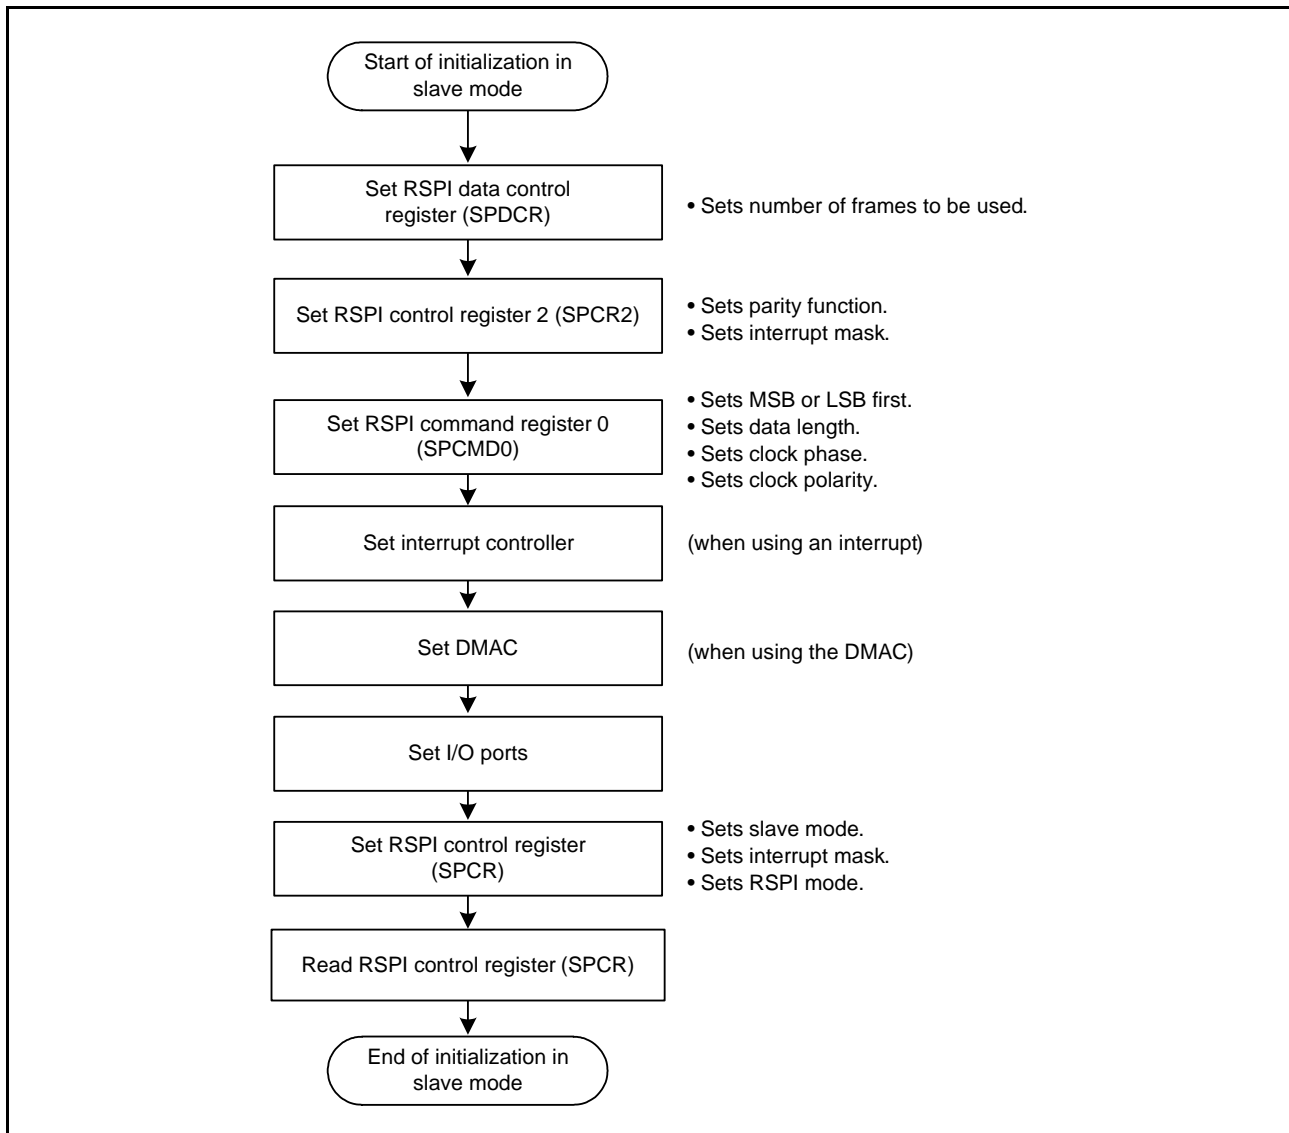 Start of initialization in
slave mode
Set RSPI data control
register (SPDCR)
• Sets number of frames to be used.
Set RSPI control register 2 (SPCR2)
• Sets parity function.
• Sets interrupt mask.
Set RSPI command register 0
(SPCMD0)
• Sets MSB or LSB first.
• Sets data length.
• Sets clock phase.
• Sets clock polarity.
Set interrupt controller
(when using an interrupt)
Set DMAC
(when using the DMAC)
Set I/O ports
Set RSPI control register
(SPCR)
• Sets slave mode.
• Sets interrupt mask.
• Sets RSPI mode.
Read RSPI control register (SPCR)
End of initialization in
slave mode